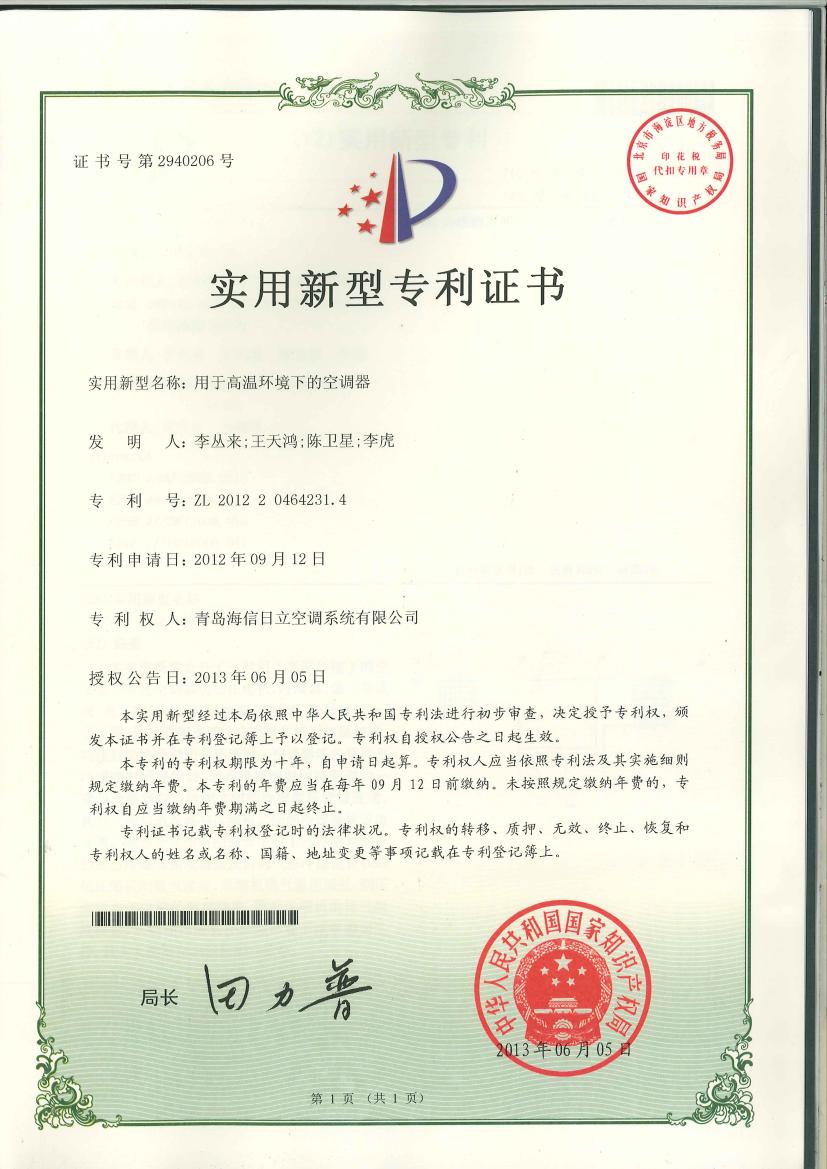 证书号第2940206号
北京市海淀区地方税务局
印花税
代扣专用章
国家知识产权局
实用新型专利证书
实用新型名称：用于高温环境下的空调器
发明人：李丛来;王天鸿;陈卫星;李虎
专利号：ZL 2012 2 0464231.4
专利申请日：2012年09月12日
专利权人：青岛海信日立空调系统有限公司
授权公告日：2013年06月05日
本实用新型经过本局依照中华人民共和国专利法进行初步审查，决定授予专利权，颁
发本证书并在专利登记簿上予以登记。专利权自授权公告之日起生效。
本专利的专利权期限为十年，自申请日起算。专利权人应当依照专利法及其实施细则
规定缴纳年费。本专利的年费应当在每年09月12日前缴纳。未按照规定缴纳年费的，专
利权自应当缴纳年费期满之日起终止。
专利证书记载专利权登记时的法律状况。专利权的转移、质押、无效、终止、恢复和
专利权人的姓名或名称、国籍、地址变更等事项记载在专利登记簿上。
局长 田力普
中华人民共和国国家知识产权局
2013年06月05日
第1页（共1页）